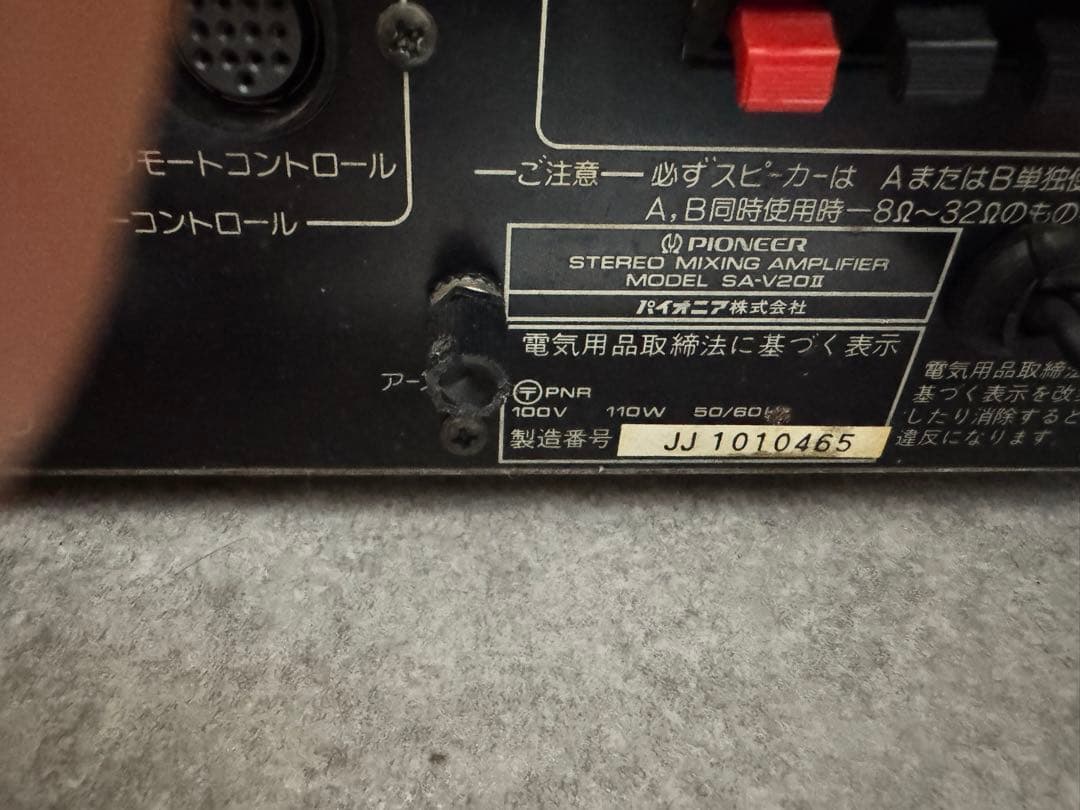 リモートコントロール
ーコントロール
ご注意 必ずスピーカーは AまたはB単独使
A,B同時使用時ー8Ω〜32Ωのもの
PIONEER
STEREO MIXING AMPLIFIER
MODEL SA-V20II
パイオニア株式会社
電気用品取締法に基づく表示
〒PNR
100V 110W 50/60Hz
製造番号 JJ 1010465
アース
電気用品取締法
基づく表示を改
したり消除すると
違反になります。